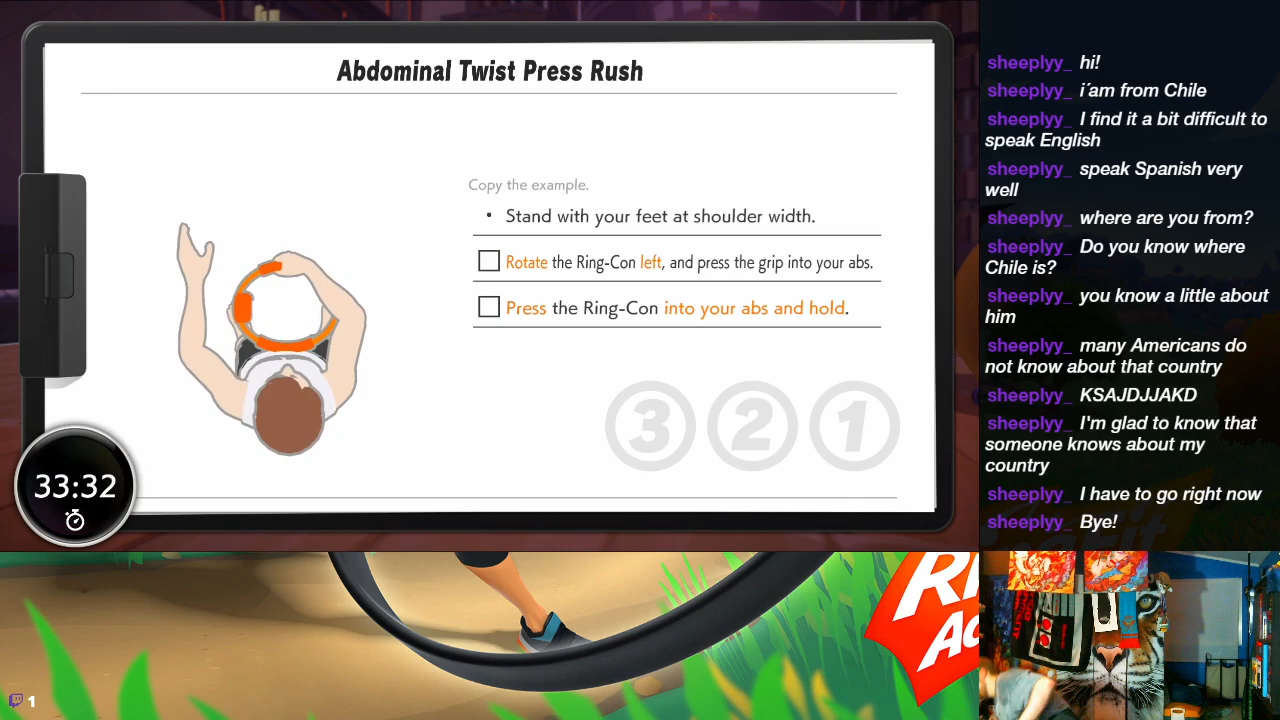 Abdominal Twist Press Rush
Copy the example.
• Stand with your feet at shoulder width.
Rotate the Ring-Con left, and press the grip into your abs.
Press the Ring-Con into your abs and hold.
3 2 1
33:32
sheeplyy_ hi!
sheeplyy_ i´am from Chile
sheeplyy_ I find it a bit difficult to
speak English
sheeplyy_ speak Spanish very
well
sheeplyy_ where are you from?
sheeplyy_ Do you know where
Chile is?
sheeplyy_ you know a little about
him
sheeplyy_ many Americans do
not know about that country
sheeplyy_ KSAJDJJAKD
sheeplyy_ I'm glad to know that
someone knows about my
country
sheeplyy_ I have to go right now
sheeplyy_ Bye!
1